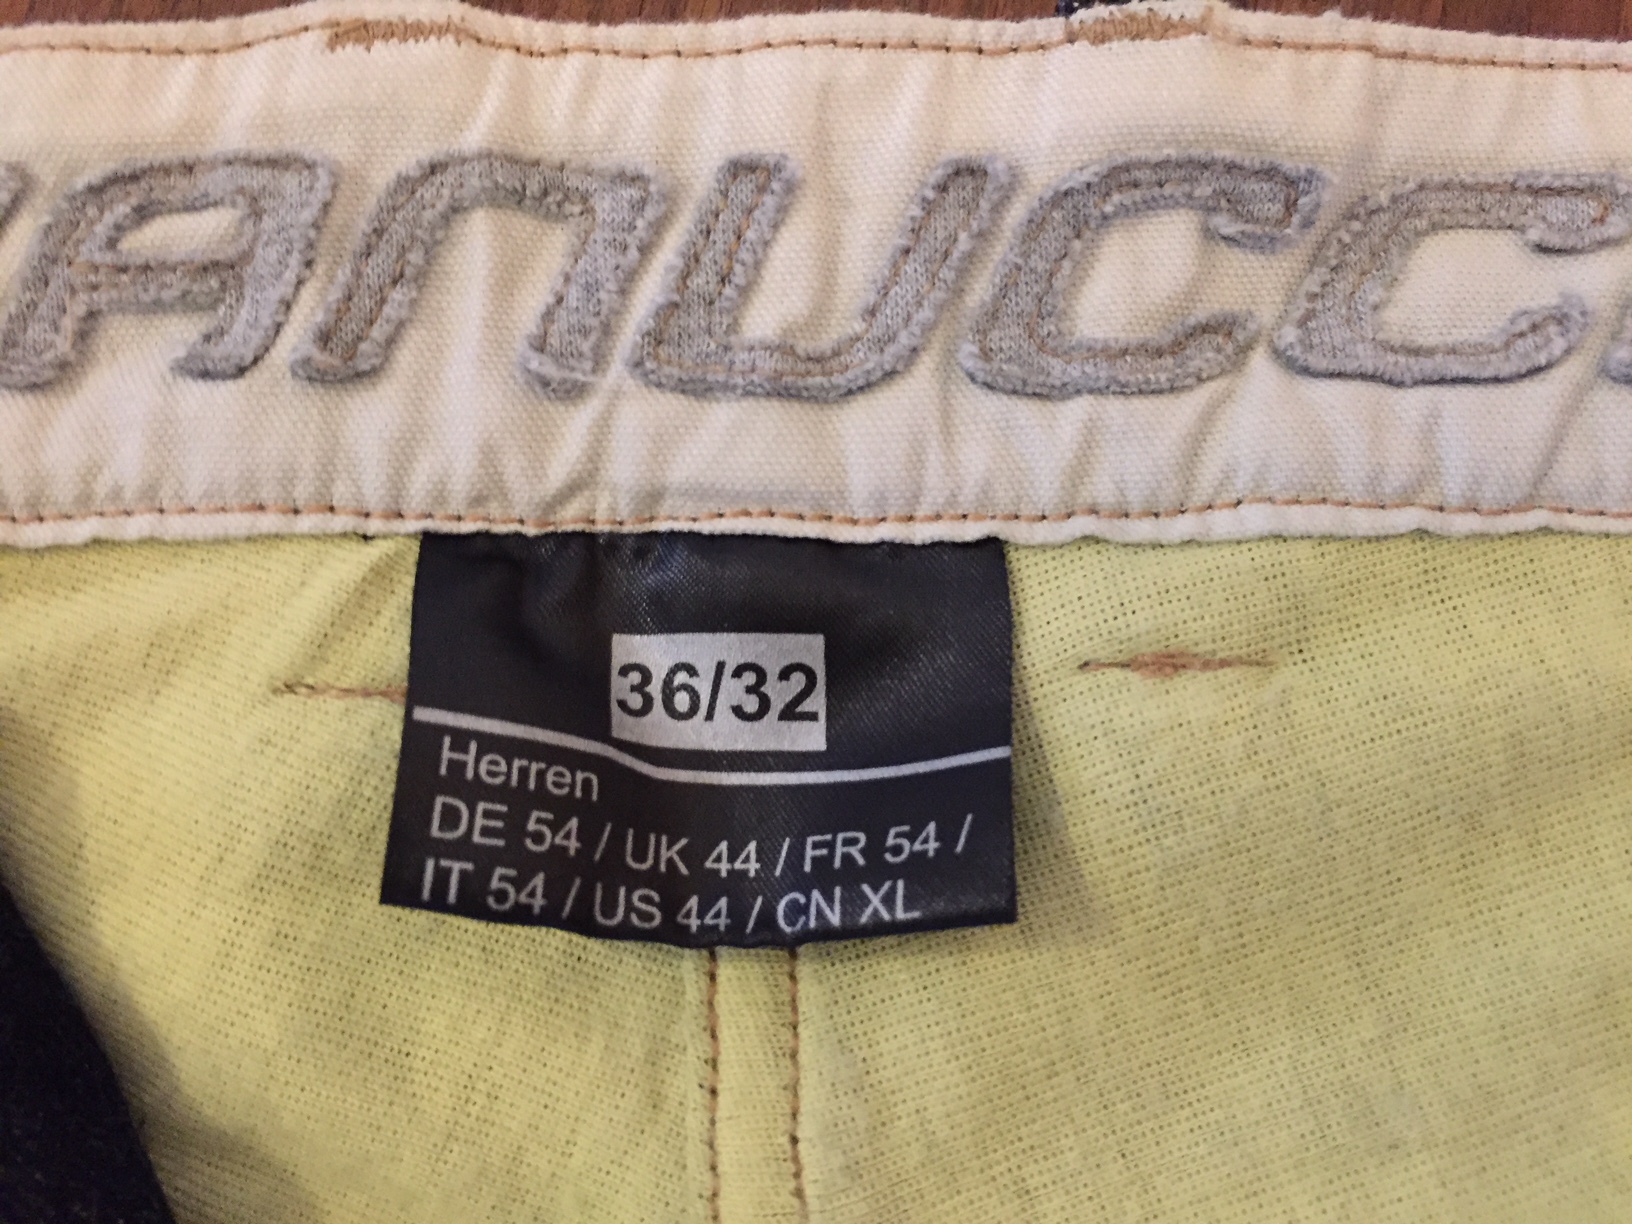 ANUCC
36/32
Herren
DE 54 / UK 44 / FR 54 /
IT 54 / US 44 / CN XL